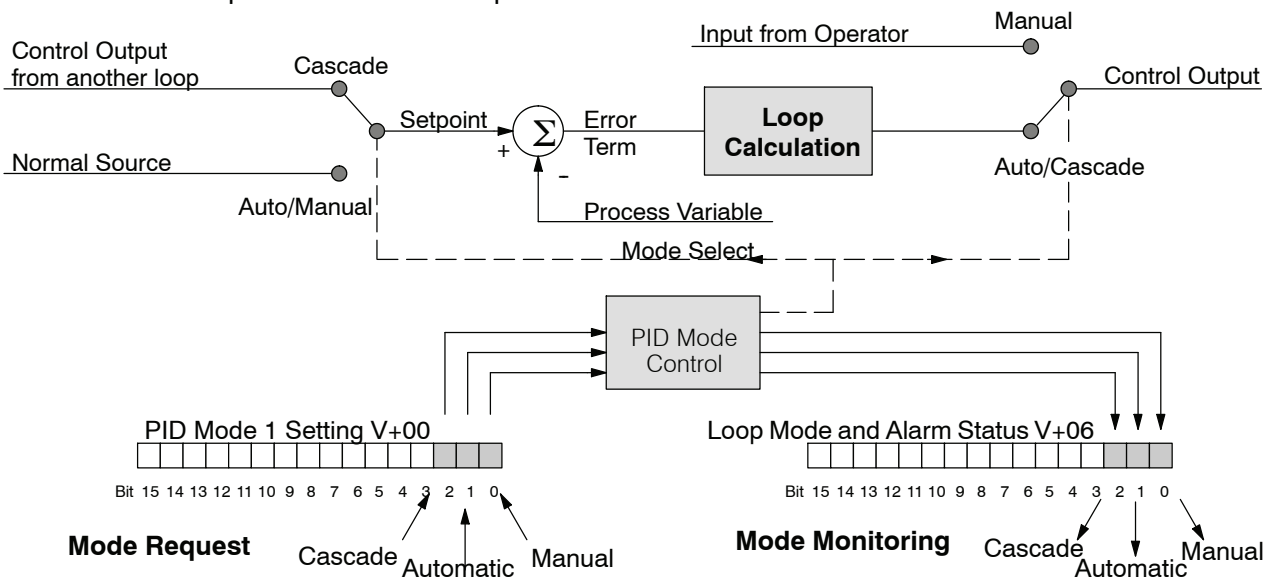 Manual
Input from Operator
Control Output
from another loop
Cascade
Control Output
Setpoint
Σ
Error
Term
Loop
Calculation
+
-
Normal Source
Auto/Manual
Auto/Cascade
Process Variable
Mode Select
PID Mode
Control
PID Mode 1 Setting V+00
Bit 15 14 13 12 11 10 9 8 7 6 5 4 3 2 1 0
Mode Request
Cascade
Automatic
Manual
Loop Mode and Alarm Status V+06
Bit 15 14 13 12 11 10 9 8 7 6 5 4 3 2 1 0
Mode Monitoring
Cascade
Automatic
Manual